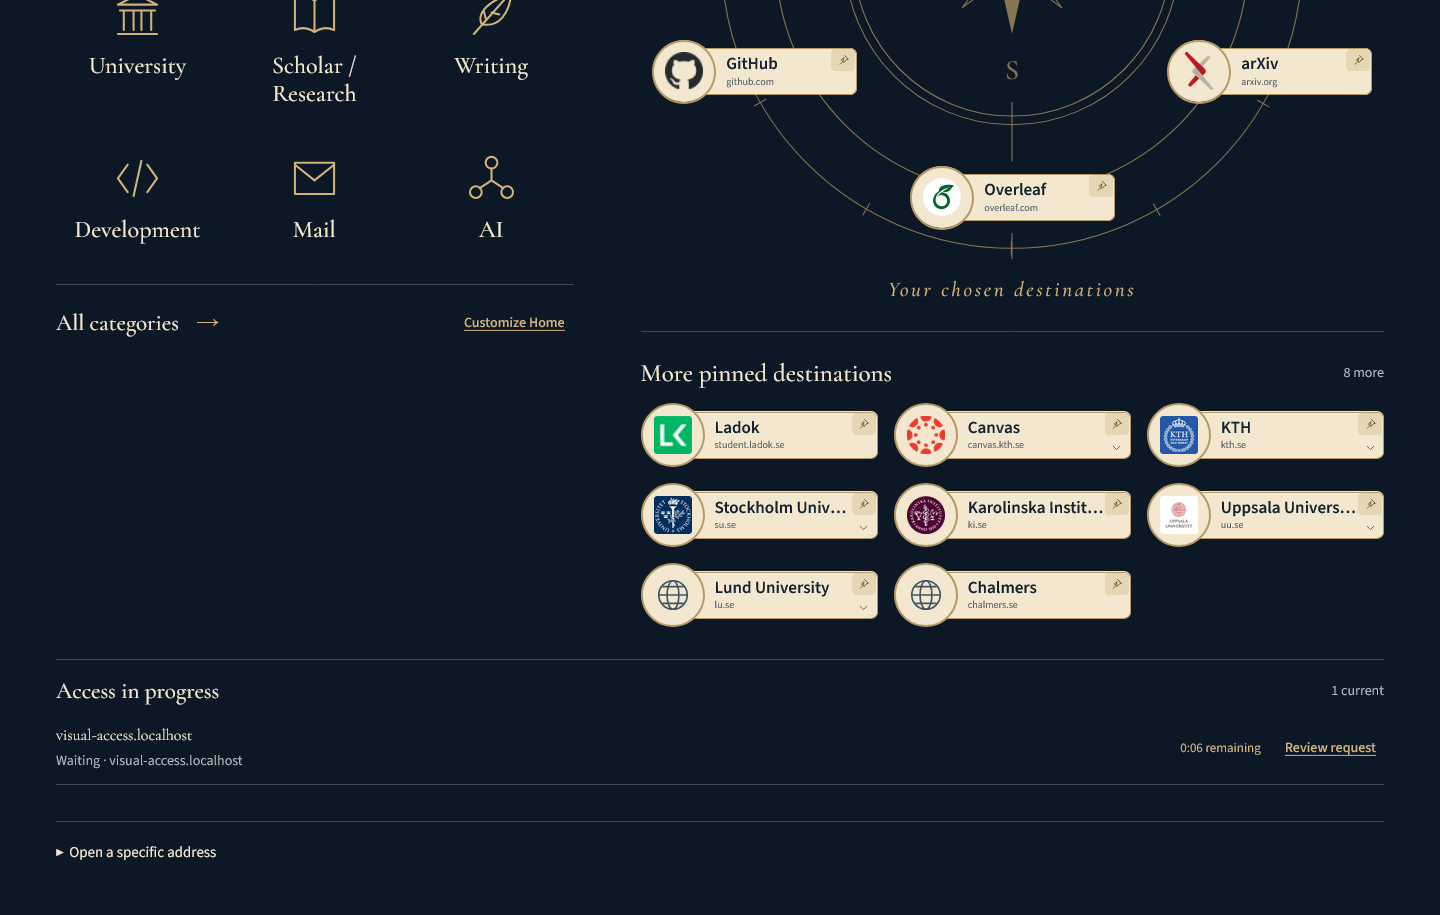 University
Scholar /
Research
Writing
Development
Mail
AI
All categories
Customize Home
S
GitHub
github.com
arXiv
arxiv.org
Overleaf
overleaf.com
Your chosen destinations
More pinned destinations
8 more
Ladok
student.ladok.se
Canvas
canvas.kth.se
KTH
KTH
kth.se
Stockholm Univ…
su.se
Karolinska Instit…
ki.se
UPPSALA
UNIVERSITET
Uppsala Univers…
uu.se
Lund University
lu.se
Chalmers
chalmers.se
Access in progress
1 current
visual-access.localhost
Waiting · visual-access.localhost
0:06 remaining
Review request
Open a specific address